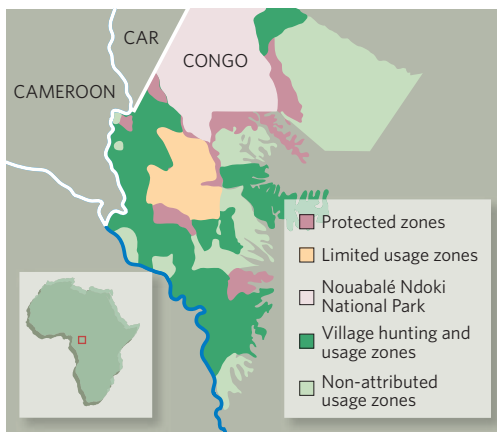 CAR
CONGO
CAMEROON
Protected zones
Limited usage zones
Nouabalé Ndoki
National Park
Village hunting and
usage zones
Non-attributed
usage zones